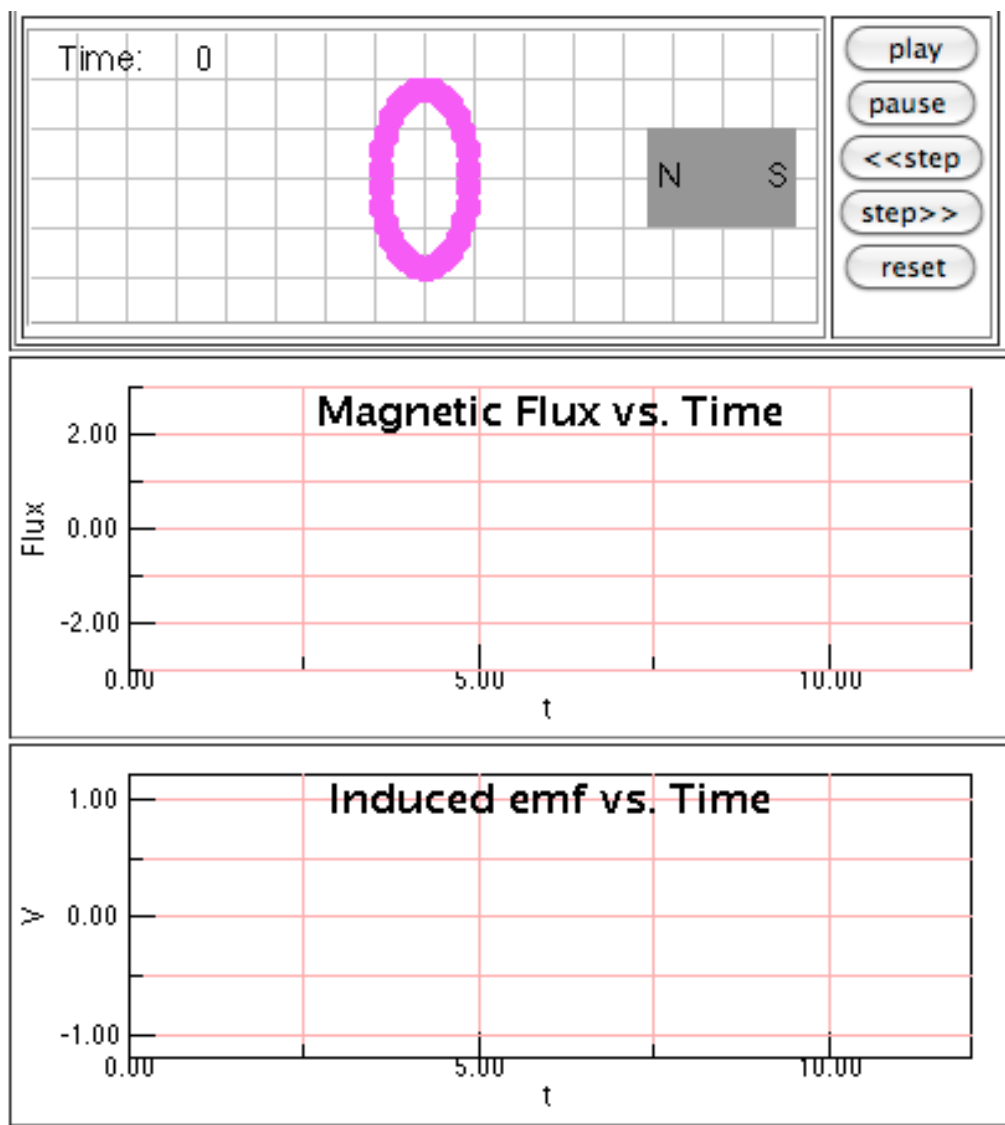 Time: 0
N S
play
pause
<<step
step>>
reset
Magnetic Flux vs. Time
2.00
0.00
-2.00
Flux
0.00 5.00 10.00
t
Induced emf vs. Time
1.00
0.00
-1.00
V
0.00 5.00 10.00
t